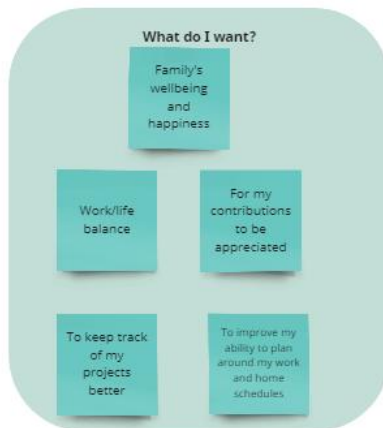 What do I want?
Family's
wellbeing
and
happiness
Work/life
balance
For my
contributions
to be
appreciated
To keep track
of my
projects
better
To improve my
ability to plan
around my work
and home
schedules